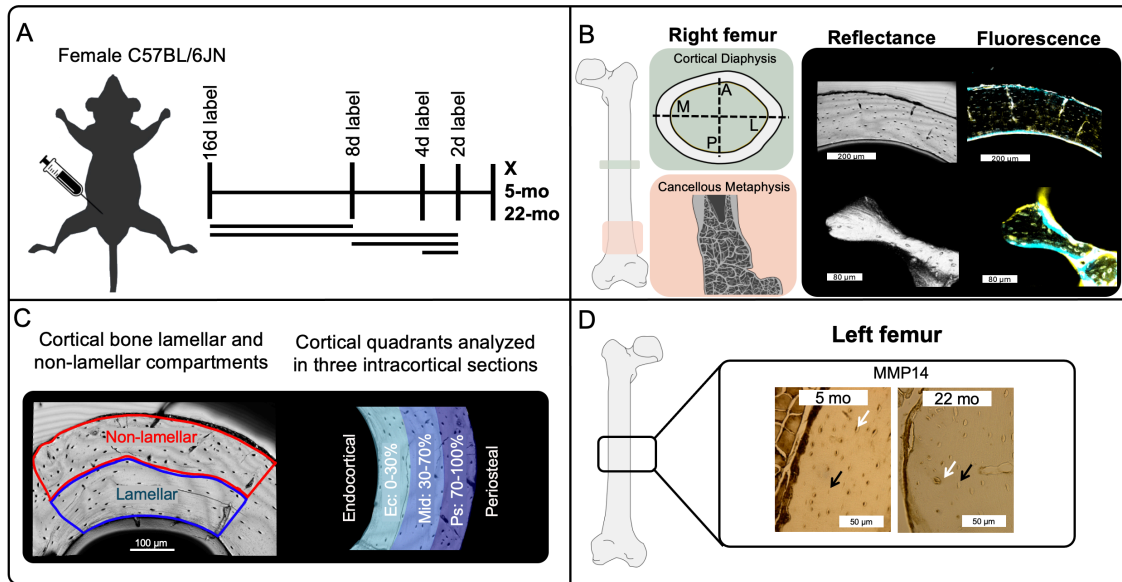 A
Female C57BL/6JN
16d label
8d label
4d label
2d label
X
5-mo
22-mo
B
Right femur
Cortical Diaphysis
A
M
L
P
Cancellous Metaphysis
Reflectance
Fluorescence
200 µm
200 µm
80 µm
80 µm
C
Cortical bone lamellar and
non-lamellar compartments
Non-lamellar
Lamellar
100 µm
Cortical quadrants analyzed
in three intracortical sections
Endocortical
Ec: 0-30%
Mid: 30-70%
Ps: 70-100%
Periosteal
D
Left femur
MMP14
5 mo
22 mo
50 µm
50 µm